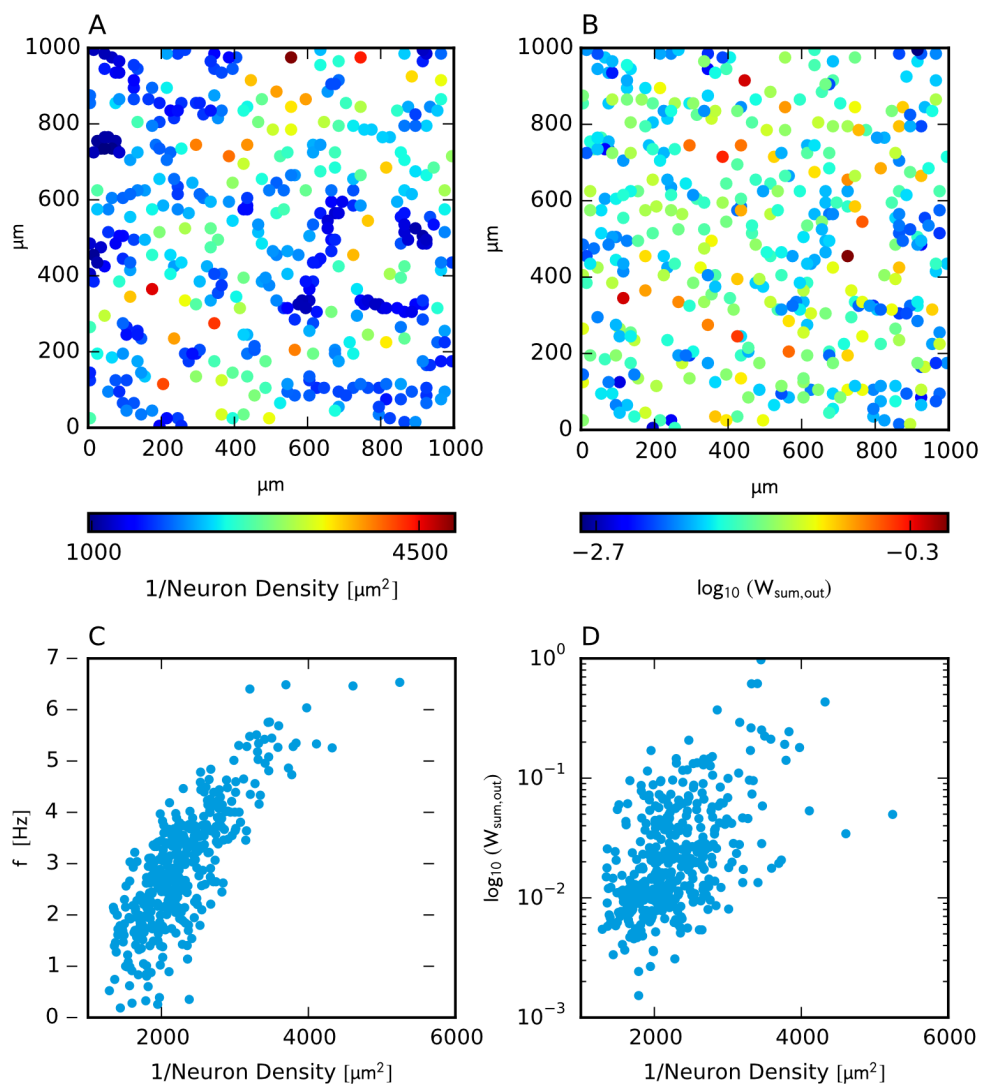 A
B
1000 1000
800 800
600 600
μm μm
400 400
200 200
0 0
0 200 400 600 800 1000 0 200 400 600 800 1000
μm μm
1000 4500 −2.7 −0.3
1/Neuron Density [μm²] log₁₀ (W_sum,out)
C D
7 10⁰
6
5
10⁻¹
4
f [Hz] log₁₀ (W_sum,out)
3
10⁻²
2
1
0 10⁻³
2000 4000 6000 2000 4000 6000
1/Neuron Density [μm²] 1/Neuron Density [μm²]